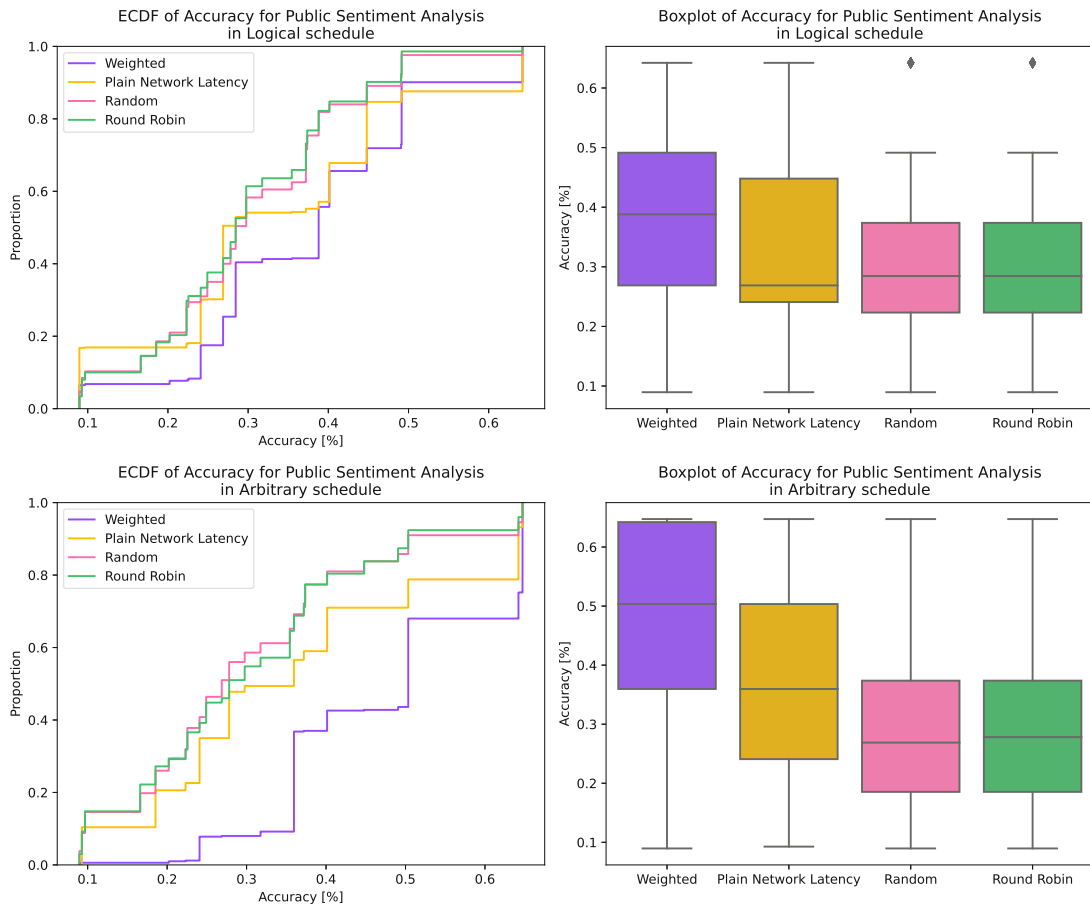 ECDF of Accuracy for Public Sentiment Analysis
in Logical schedule
1.0
0.8
0.6
0.4
0.2
0.0
Proportion
Weighted
Plain Network Latency
Random
Round Robin
0.1 0.2 0.3 0.4 0.5 0.6
Accuracy [%]
Boxplot of Accuracy for Public Sentiment Analysis
in Logical schedule
0.6
0.5
0.4
0.3
0.2
0.1
Accuracy [%]
Weighted Plain Network Latency Random Round Robin
ECDF of Accuracy for Public Sentiment Analysis
in Arbitrary schedule
1.0
0.8
0.6
0.4
0.2
0.0
Proportion
Weighted
Plain Network Latency
Random
Round Robin
0.1 0.2 0.3 0.4 0.5 0.6
Accuracy [%]
Boxplot of Accuracy for Public Sentiment Analysis
in Arbitrary schedule
0.6
0.5
0.4
0.3
0.2
0.1
Accuracy [%]
Weighted Plain Network Latency Random Round Robin